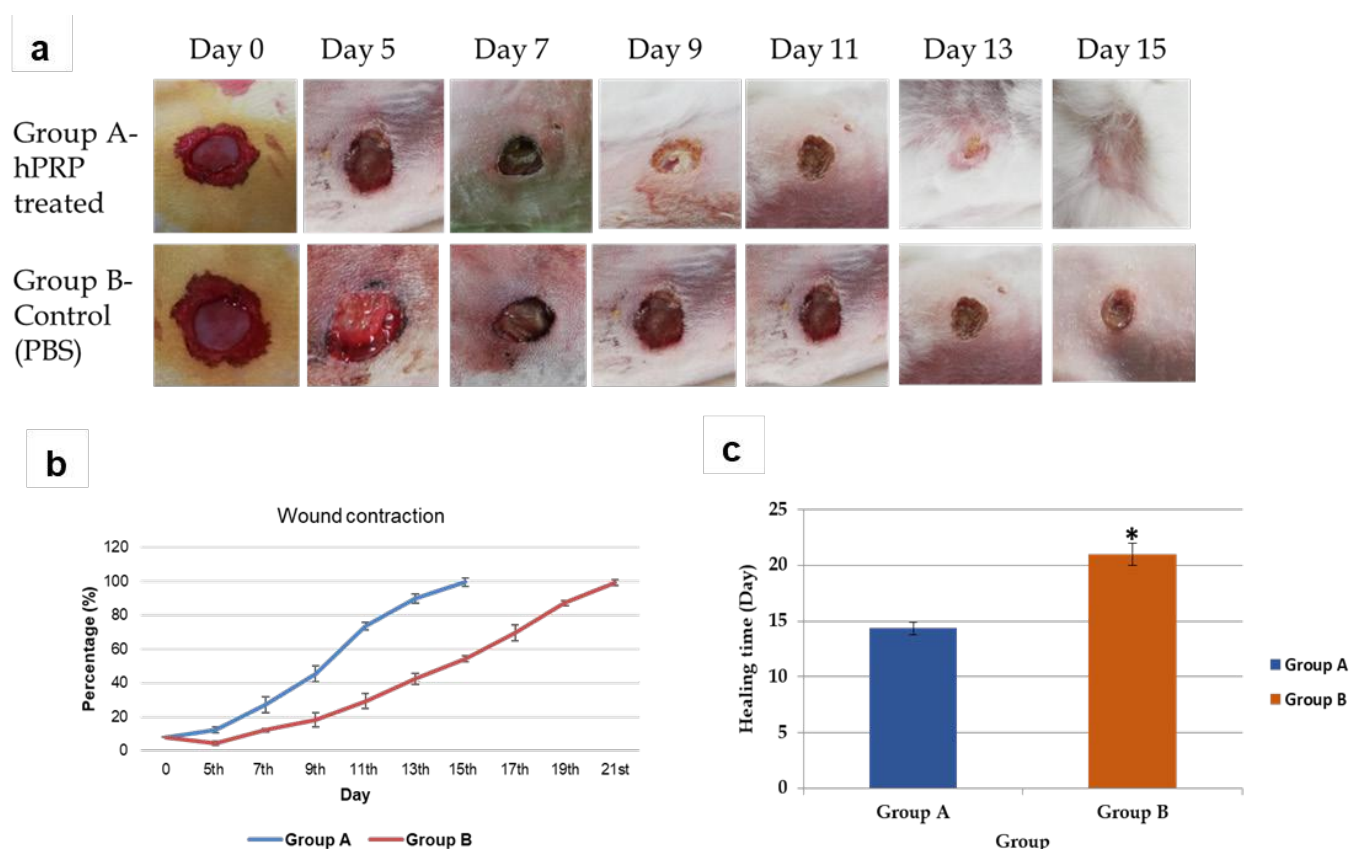 a
Day 0 Day 5 Day 7 Day 9 Day 11 Day 13 Day 15
Group A-
hPRP
treated
Group B-
Control
(PBS)
b
Wound contraction
Percentage (%)
120
100
80
60
40
20
0
0 5th 7th 9th 11th 13th 15th 17th 19th 21st
Day
Group A Group B
c
Healing time (Day)
25
20
15
10
5
0
*
Group A Group B
Group
Group A
Group B